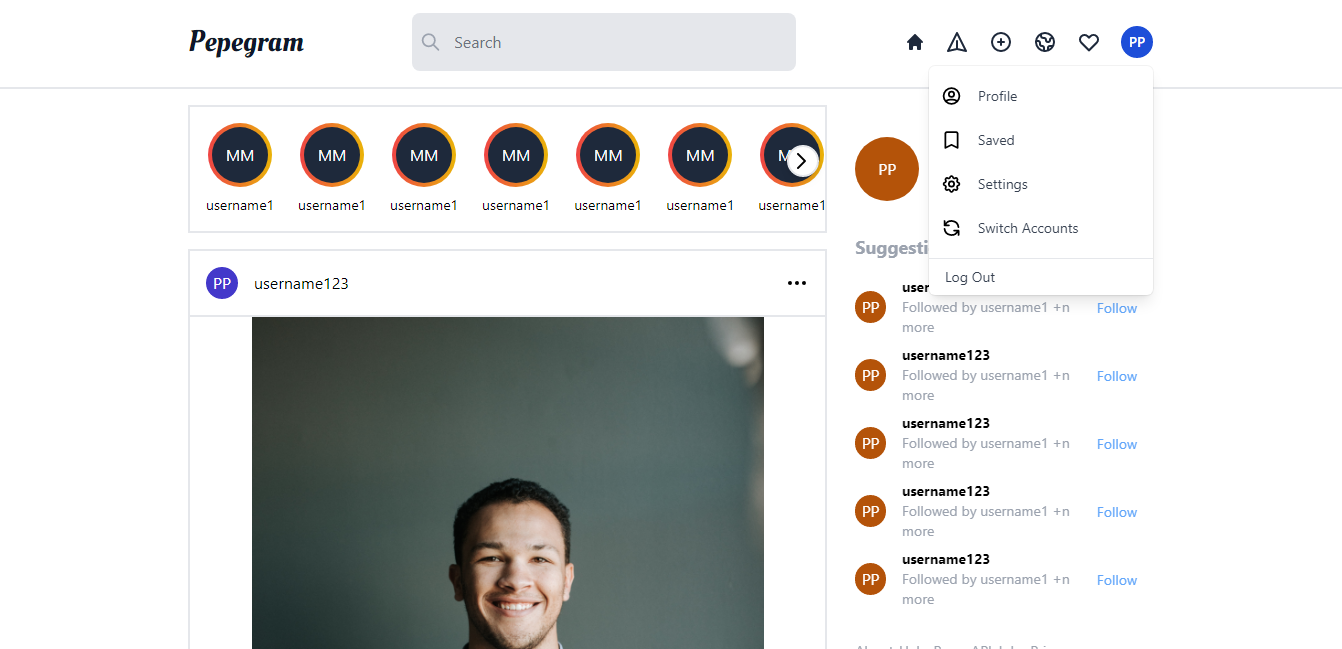 Pepegram
Search
PP
Profile
Saved
Settings
Switch Accounts
Log Out
MM MM MM MM MM MM
username1 username1 username1 username1 username1 username1 username1
PP
PP username123
PP
Followed by username1 +n
more
Follow
PP
username123
Followed by username1 +n
more
Follow
PP
username123
Followed by username1 +n
more
Follow
PP
username123
Followed by username1 +n
more
Follow
PP
username123
Followed by username1 +n
more
Follow